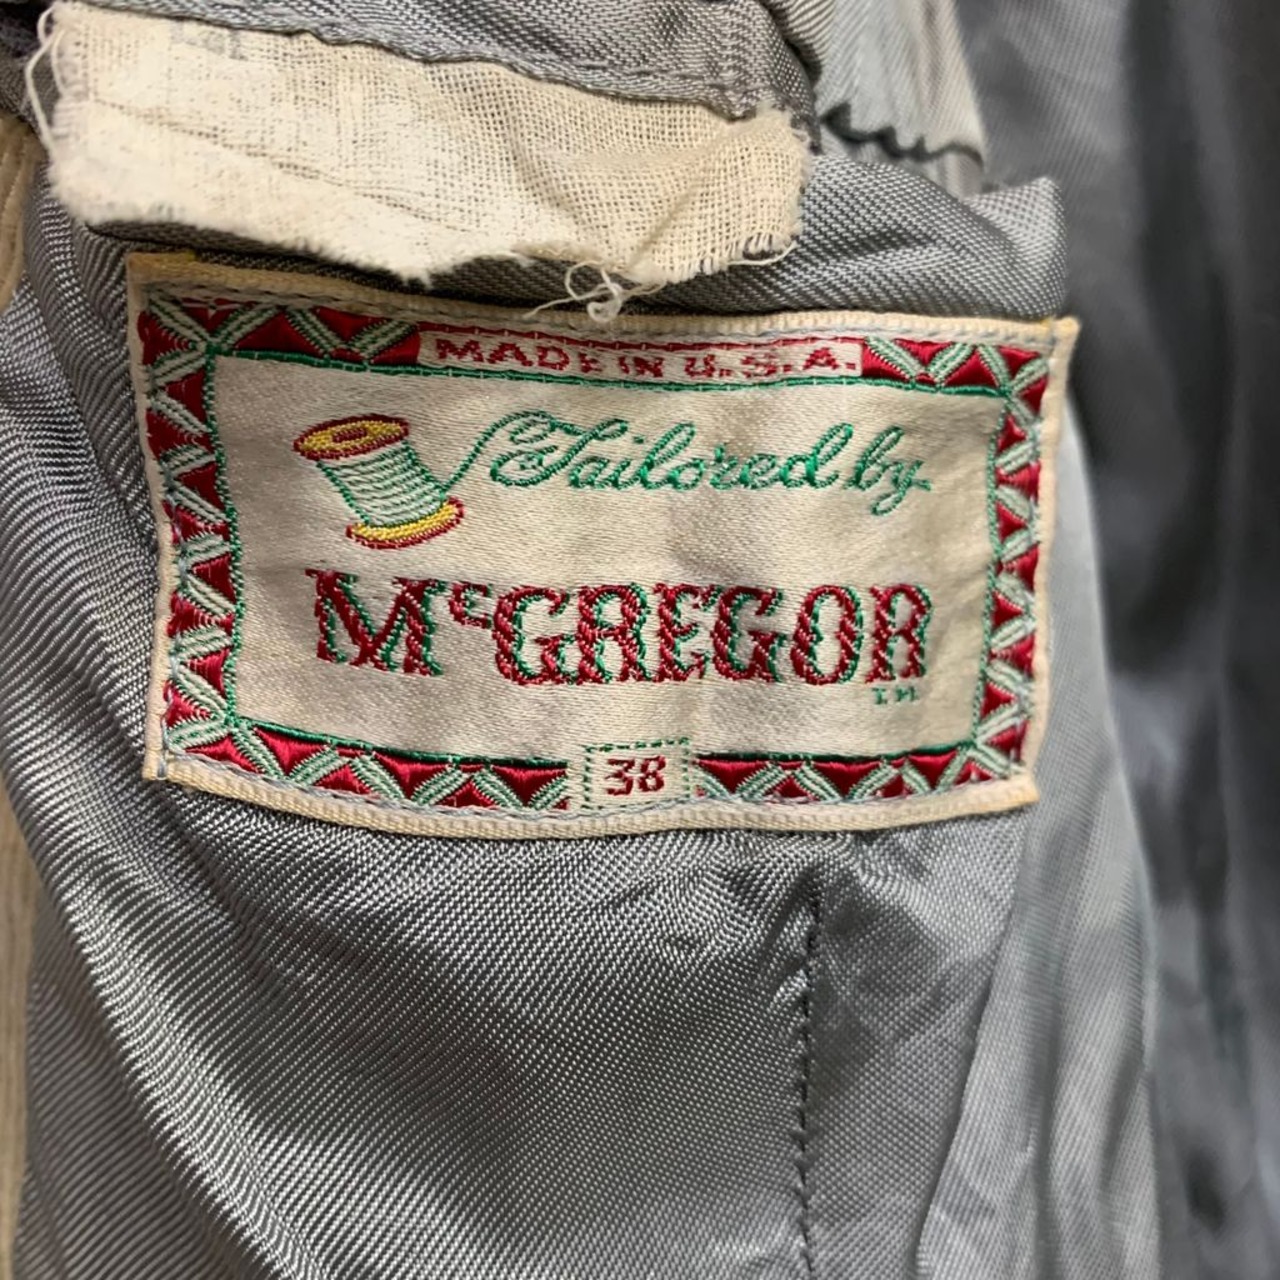 MADE IN U.S.A.
Tailored by
McGREGOR
T.M.
38